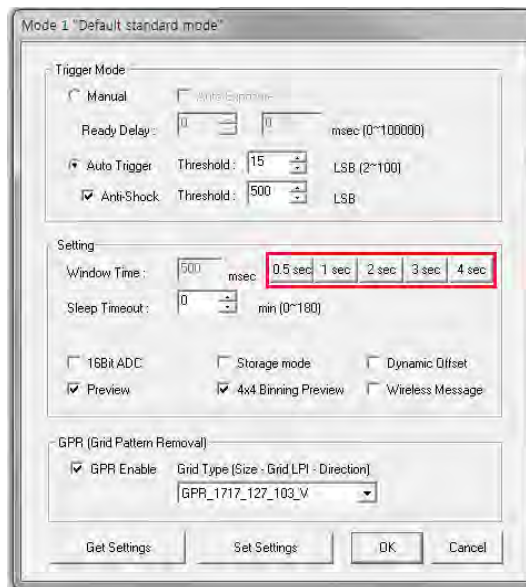 Mode 1 "Default standard mode"
Trigger Mode
Manual Auto Exposure
Ready Delay : 0 0 msec (0~100000)
Auto Trigger Threshold : 15 LSB (2~100)
Anti-Shock Threshold : 500 LSB
Setting
Window Time : 500 msec 0.5 sec 1 sec 2 sec 3 sec 4 sec
Sleep Timeout : 0 min (0~180)
16Bit ADC Storage mode Dynamic Offset
Preview 4x4 Binning Preview Wireless Message
GPR (Grid Pattern Removal)
GPR Enable Grid Type (Size - Grid LPI - Direction)
GPR_1717_127_103_V
Get Settings Set Settings OK Cancel